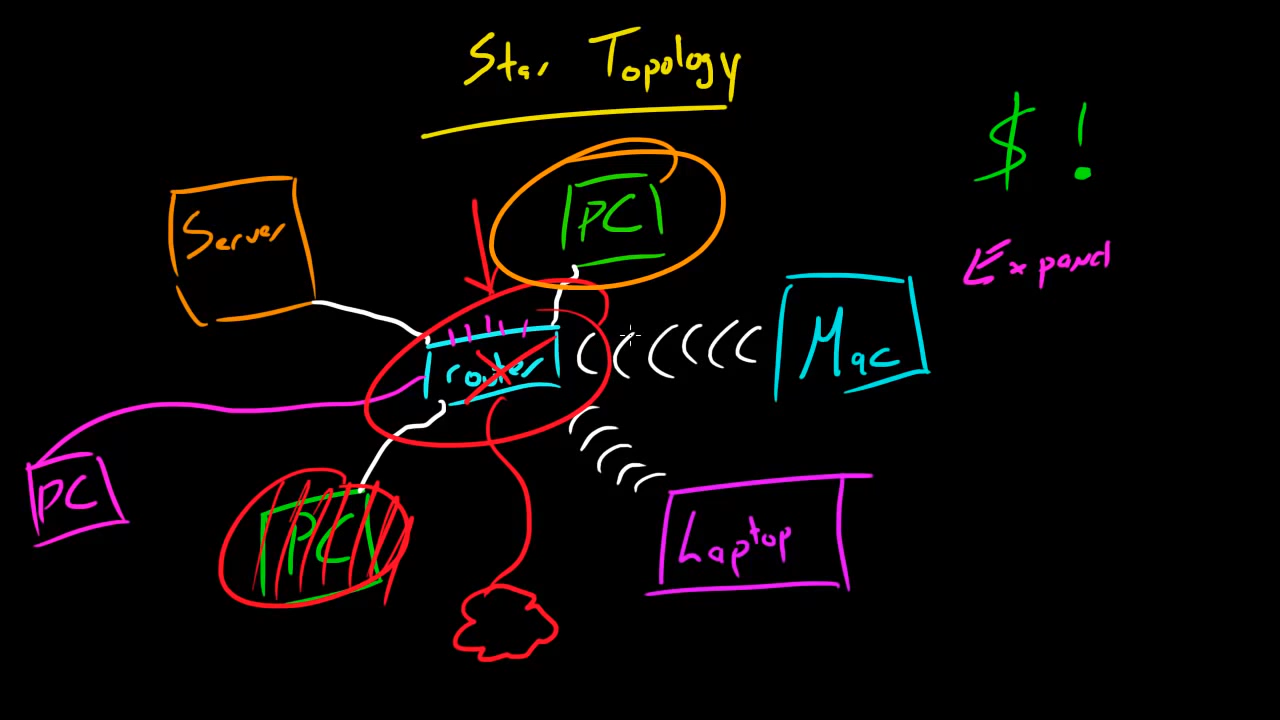 Star Topology
$ !
Server
PC
Expand
router
Mac
PC
PC
Laptop